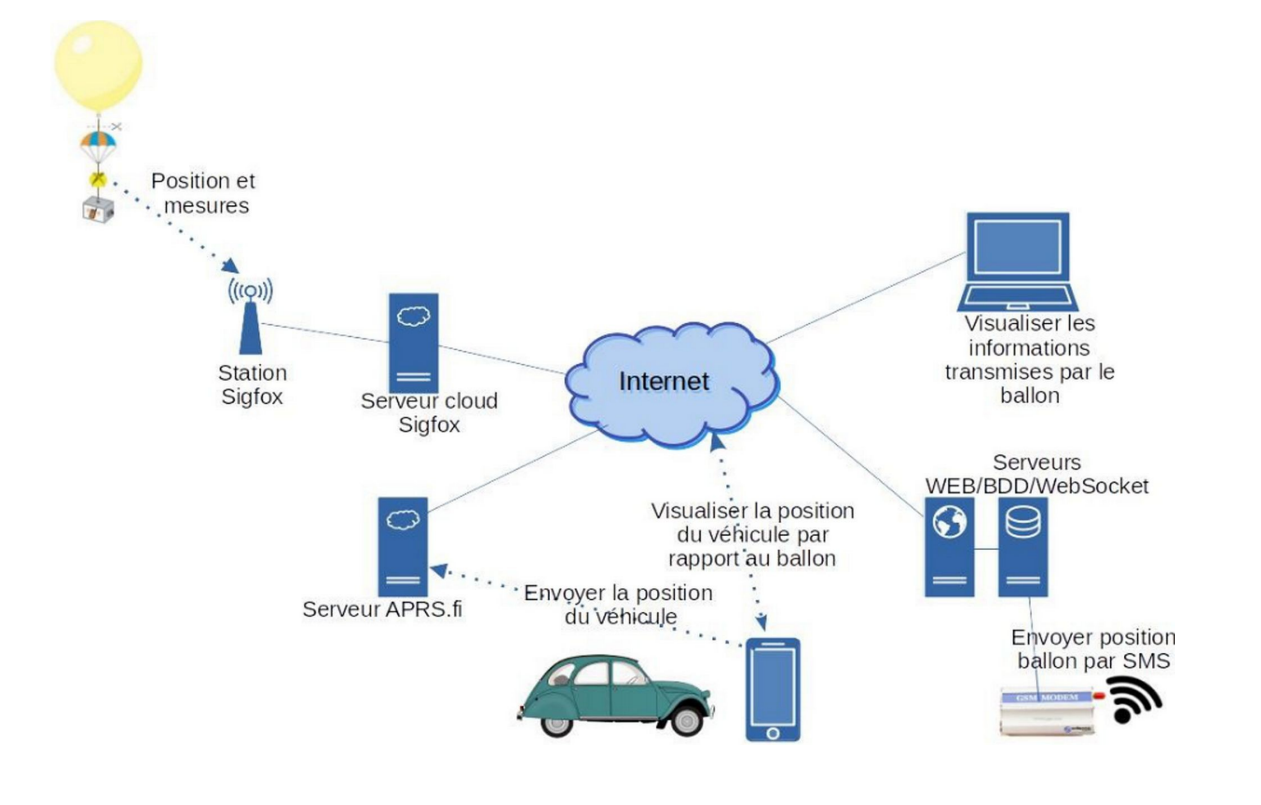 Position et
mesures
Station
Sigfox
Serveur cloud
Sigfox
Internet
Visualiser les
informations
transmises par le
ballon
Serveurs
WEB/BDD/WebSocket
Visualiser la position
du véhicule par
rapport au ballon
Envoyer la position
du véhicule
Serveur APRS.fi
Envoyer position
ballon par SMS
GSM MODEM